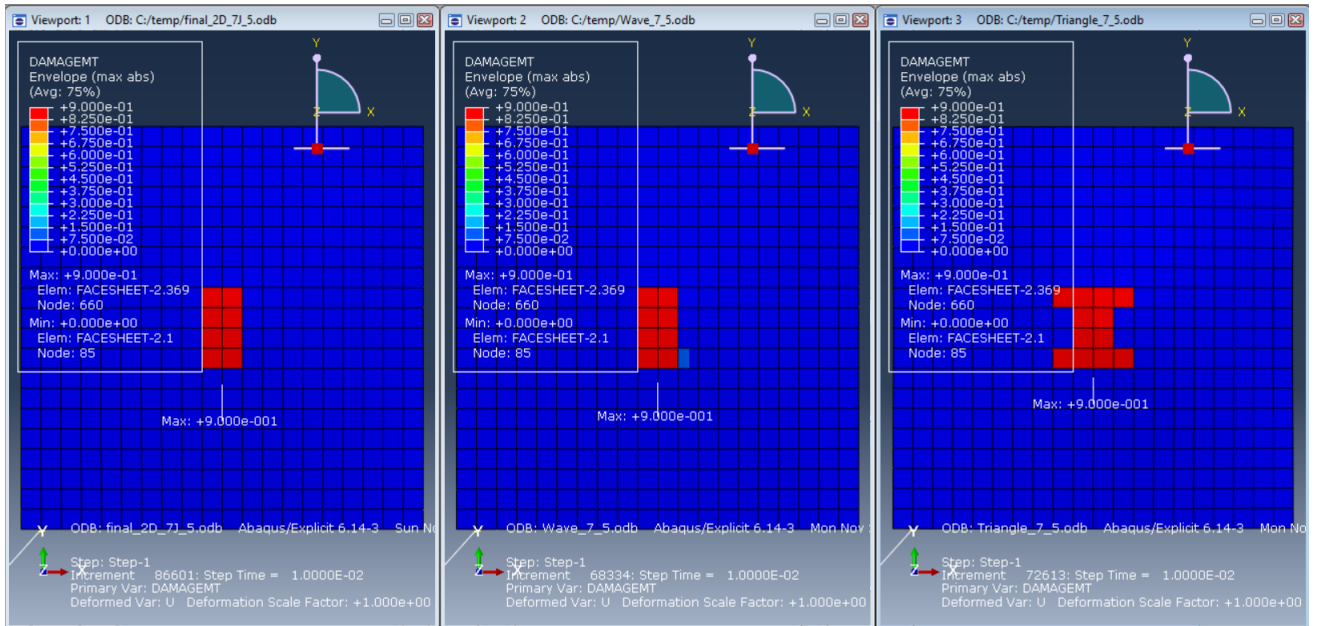 Viewport: 1 ODB: C:/temp/final_2D_7J_5.odb
DAMAGEMT
Envelope (max abs)
(Avg: 75%)
+9.000e-01
+8.250e-01
+7.500e-01
+6.750e-01
+6.000e-01
+5.250e-01
+4.500e-01
+3.750e-01
+3.000e-01
+2.250e-01
+1.500e-01
+7.500e-02
+0.000e+00
Max: +9.000e-01
Elem: FACESHEET-2.369
Node: 660
Min: +0.000e+00
Elem: FACESHEET-2.1
Node: 85
Y
Z
X
Max: +9.000e-001
Y
Z
X
ODB: final_2D_7J_5.odb Abaqus/Explicit 6.14-3 Sun No
Step: Step-1
Increment 86601: Step Time = 1.0000E-02
Primary Var: DAMAGEMT
Deformed Var: U Deformation Scale Factor: +1.000e+00
Viewport: 2 ODB: C:/temp/Wave_7_5.odb
DAMAGEMT
Envelope (max abs)
(Avg: 75%)
+9.000e-01
+8.250e-01
+7.500e-01
+6.750e-01
+6.000e-01
+5.250e-01
+4.500e-01
+3.750e-01
+3.000e-01
+2.250e-01
+1.500e-01
+7.500e-02
+0.000e+00
Max: +9.000e-01
Elem: FACESHEET-2.369
Node: 660
Min: +0.000e+00
Elem: FACESHEET-2.1
Node: 85
Y
Z
X
Max: +9.000e-001
Y
Z
X
ODB: Wave_7_5.odb Abaqus/Explicit 6.14-3 Mon Nov
Step: Step-1
Increment 68334: Step Time = 1.0000E-02
Primary Var: DAMAGEMT
Deformed Var: U Deformation Scale Factor: +1.000e+00
Viewport: 3 ODB: C:/temp/Triangle_7_5.odb
DAMAGEMT
Envelope (max abs)
(Avg: 75%)
+9.000e-01
+8.250e-01
+7.500e-01
+6.750e-01
+6.000e-01
+5.250e-01
+4.500e-01
+3.750e-01
+3.000e-01
+2.250e-01
+1.500e-01
+7.500e-02
+0.000e+00
Max: +9.000e-01
Elem: FACESHEET-2.369
Node: 660
Min: +0.000e+00
Elem: FACESHEET-2.1
Node: 85
Y
Z
X
Max: +9.000e-001
Y
Z
X
ODB: Triangle_7_5.odb Abaqus/Explicit 6.14-3 Mon No
Step: Step-1
Increment 72613: Step Time = 1.0000E-02
Primary Var: DAMAGEMT
Deformed Var: U Deformation Scale Factor: +1.000e+00